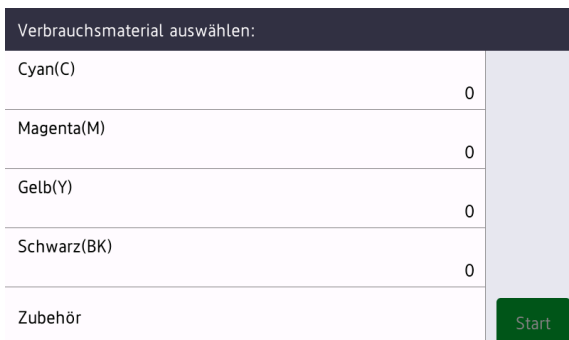 Verbrauchsmaterial auswählen:
Cyan(C)
0
Magenta(M)
0
Gelb(Y)
0
Schwarz(BK)
0
Zubehör
Start